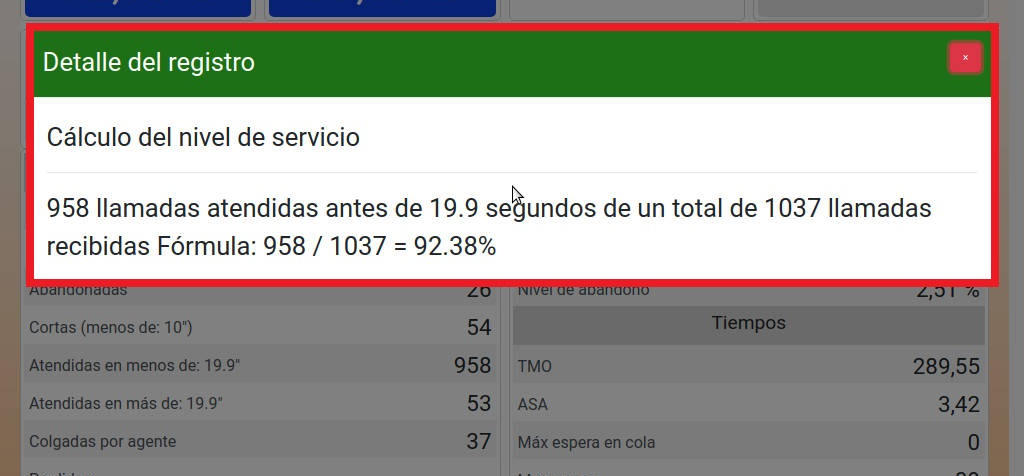 Detalle del registro
×
Cálculo del nivel de servicio
958 llamadas atendidas antes de 19.9 segundos de un total de 1037 llamadas
recibidas Fórmula: 958 / 1037 = 92.38%
Abandonadas 26
Cortas (menos de: 10") 54
Atendidas en menos de: 19.9" 958
Atendidas en más de: 19.9" 53
Colgadas por agente 37
Nivel de abandono 2,51 %
Tiempos
TMO 289,55
ASA 3,42
Máx espera en cola 0